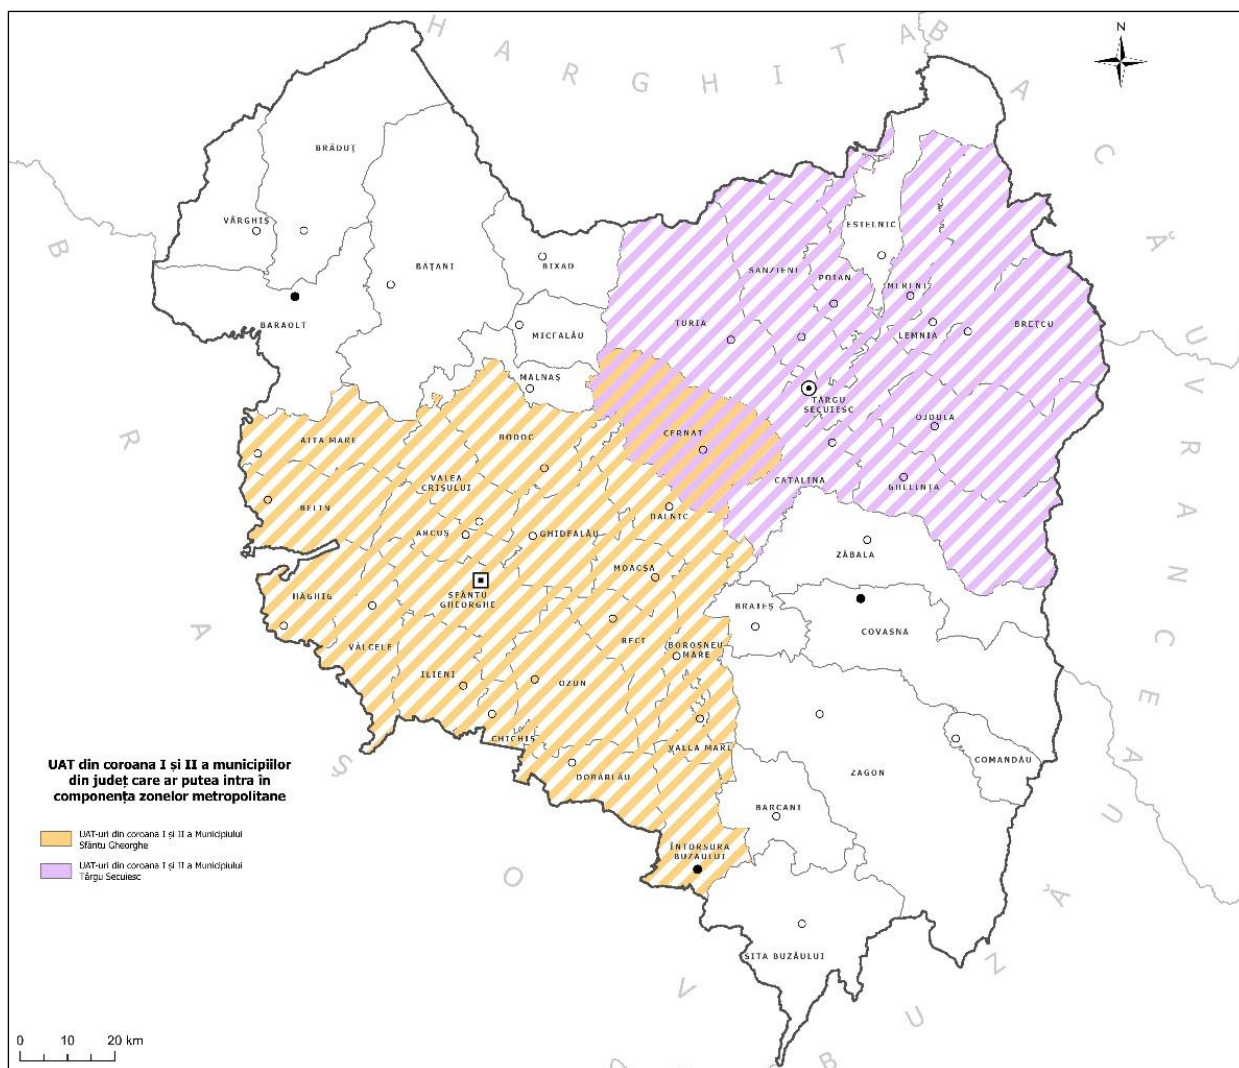 HARGHITA
BACĂU
VRANCEA
BUZĂU
BRAȘOV
N
BRĂDUȚ
VÂRGHIȘ
BĂȚANI
BIXAD
BARAOLT
MICFALĂU
MALNAȘ
ESTELNIC
SANZIENI
POIAN
MERENI
TURIA
LEMNIA
BREȚCU
TÂRGU
SECUIESC
OJDULA
CERNAT
CATALINA
GHELINȚA
AITA MARE
BODOC
VALEA
CRIȘULUI
BELIN
DALNIC
ARCUȘ
GHIDFALĂU
ZĂBALA
MOACȘA
HĂGHIG
SFÂNTU
GHEORGHE
BRATEȘ
COVASNA
RECI
BOROSNEU
MARE
VÂLCELE
ILIENI
OZUN
CHICHIȘ
VALEA MARE
COMANDĂU
DOBÂRLĂU
ZAGON
BARCANI
ÎNTORSURA
BUZĂULUI
SITA BUZĂULUI
UAT din coroana I și II a municipiilor
din județ care ar putea intra în
componența zonelor metropolitane
UAT-uri din coroana I și II a Municipiului
Sfântu Gheorghe
UAT-uri din coroana I și II a Municipiului
Târgu Secuiesc
0 10 20 km